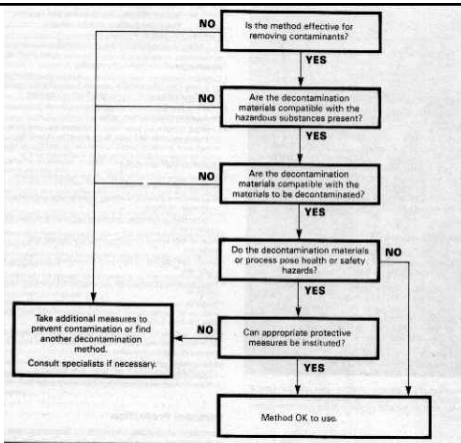 NO
Is the method effective for
removing contaminants?
YES
NO
Are the decontamination
materials compatible with the
hazardous substances present?
YES
NO
Are the decontamination
materials compatible with the
materials to be decontaminated?
YES
Do the decontamination materials
or process pose health or safety
hazards?
NO
YES
Take additional measures to
prevent contamination or find
another decontamination
method.
Consult specialists if necessary.
NO
Can appropriate protective
measures be instituted?
YES
Method OK to use.